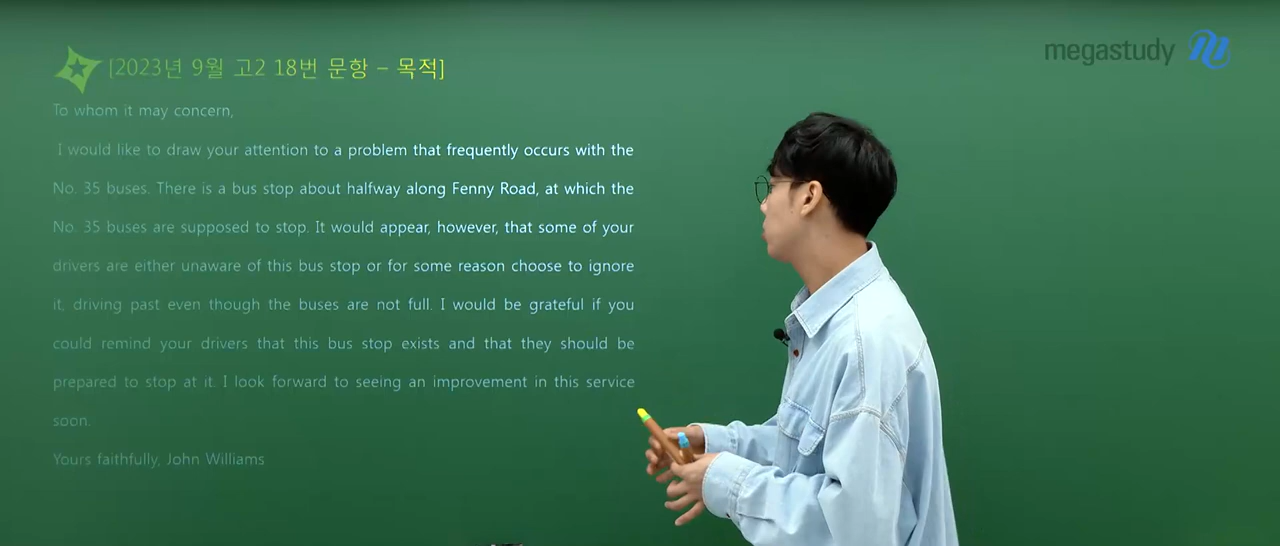 [2023년 9월 고2 18번 문항 – 목적]
megastudy
To whom it may concern,
I would like to draw your attention to a problem that frequently occurs with the
No. 35 buses. There is a bus stop about halfway along Fenny Road, at which the
No. 35 buses are supposed to stop. It would appear, however, that some of your
drivers are either unaware of this bus stop or for some reason choose to ignore
it, driving past even though the buses are not full. I would be grateful if you
could remind your drivers that this bus stop exists and that they should be
prepared to stop at it. I look forward to seeing an improvement in this service
soon.
Yours faithfully, John Williams